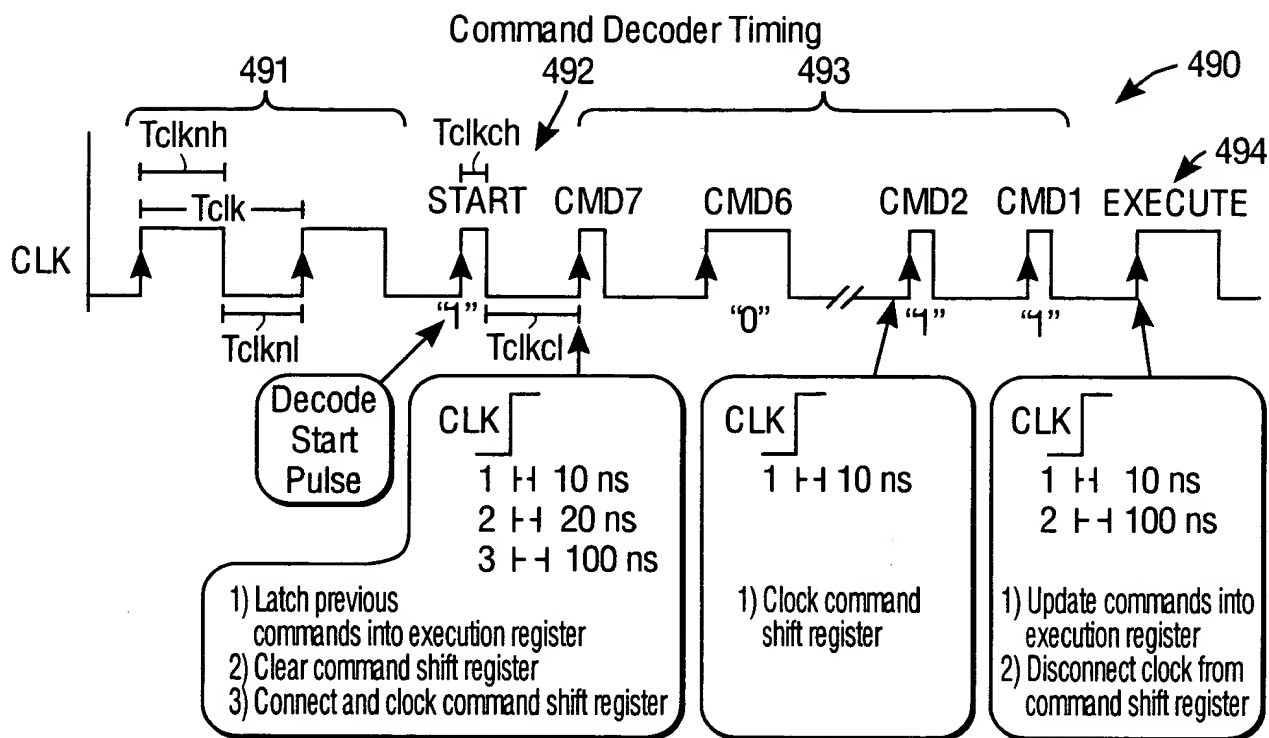 Command Decoder Timing
491
492
493
490
Tclknh
Tclkch
494
Tclk
START
CMD7
CMD6
CMD2
CMD1
EXECUTE
CLK
"1"
"0"
"1"
"1"
Tclknl
Tclkcl
Decode
Start
Pulse
CLK
1 10 ns
2 20 ns
3 100 ns
1) Latch previous
commands into execution register
2) Clear command shift register
3) Connect and clock command shift register
CLK
1 10 ns
1) Clock command
shift register
CLK
1 10 ns
2 100 ns
1) Update commands into
execution register
2) Disconnect clock from
command shift register